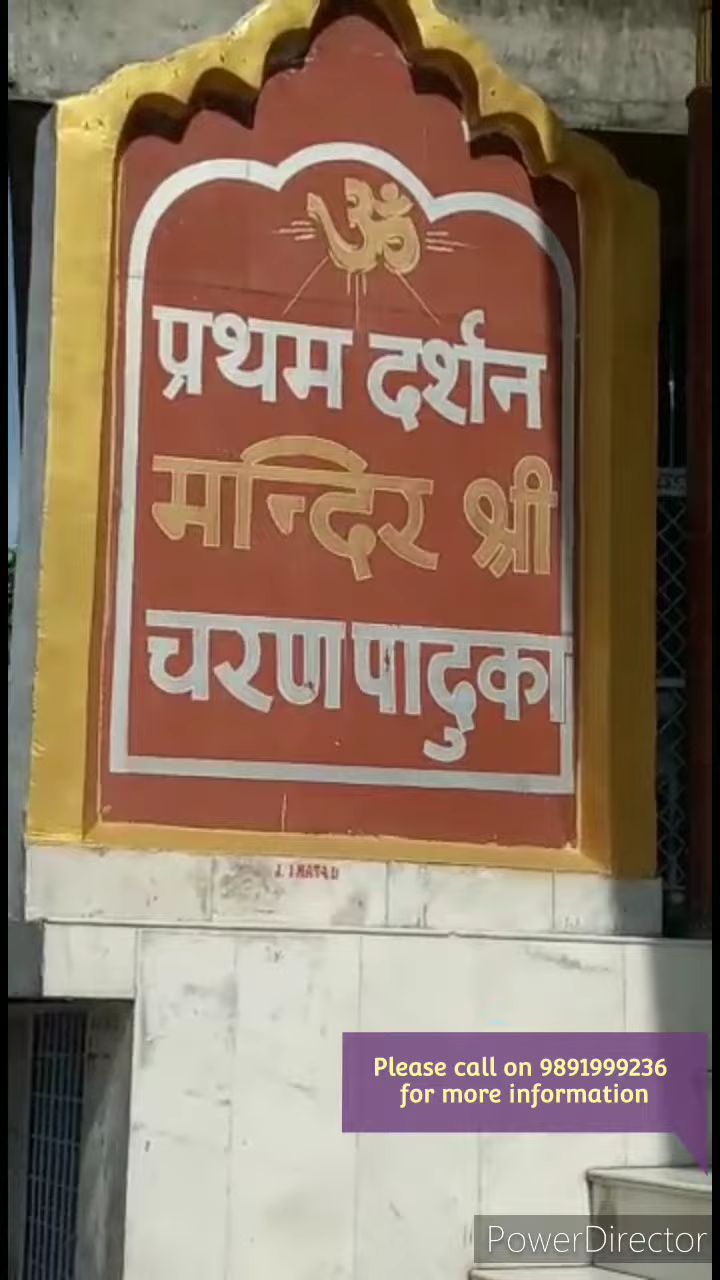 ॐ
प्रथम दर्शन
मन्दिर श्री
चरणपादुका
Please call on 9891999236
for more information
PowerDirector